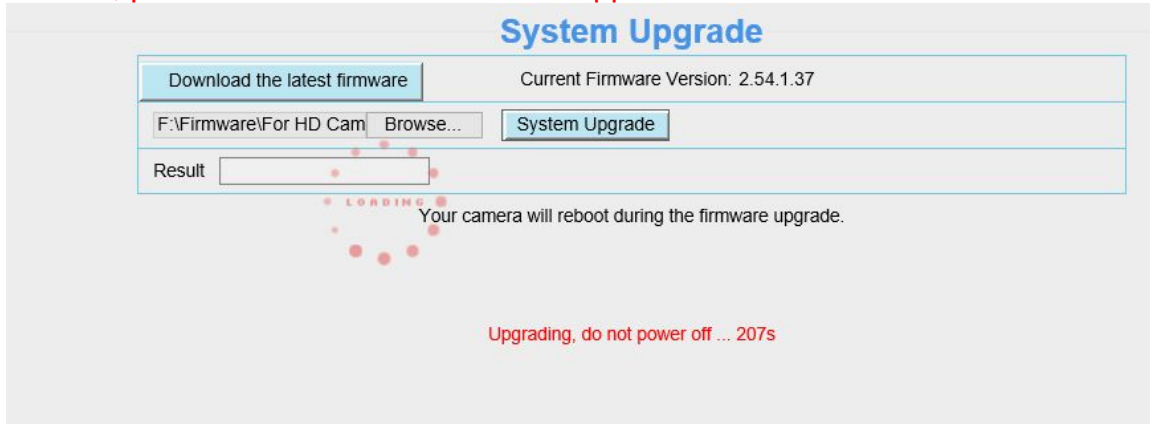 System Upgrade
Download the latest firmware Current Firmware Version: 2.54.1.37
F:\Firmware\For HD Cam Browse... System Upgrade
Result
LOADING
Your camera will reboot during the firmware upgrade.
Upgrading, do not power off ... 207s